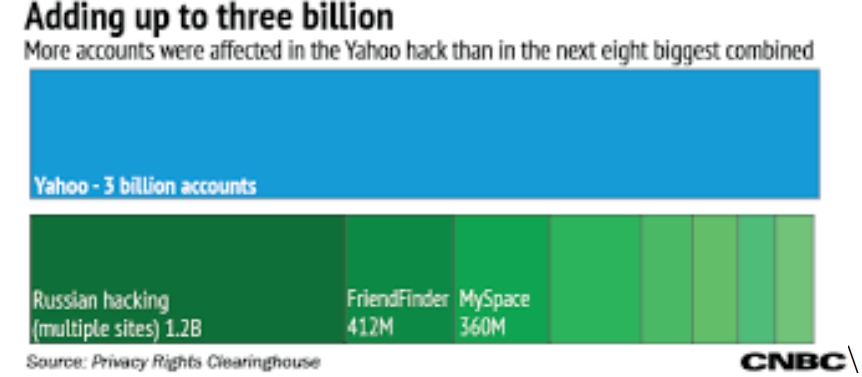 Adding up to three billion
More accounts were affected in the Yahoo hack than in the next eight biggest combined
Yahoo - 3 billion accounts
Russian hacking
(multiple sites) 1.2B
FriendFinder
412M
MySpace
360M
Source: Privacy Rights Clearinghouse
CNBC\